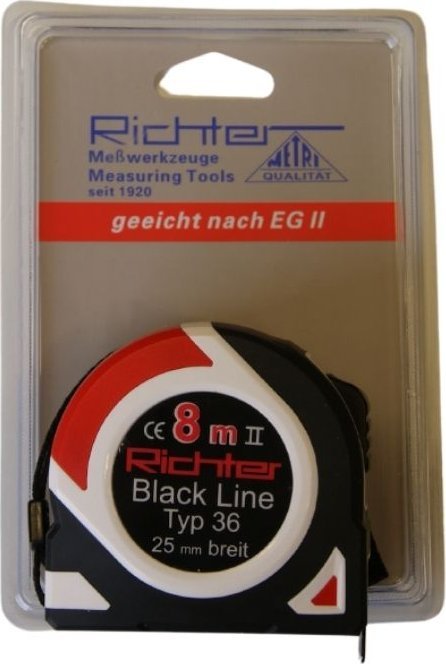 Richter
Meßwerkzeuge
Measuring Tools
seit 1920
METRI
QUALITÄT
geeicht nach EG II
CE 8 m II
Richter
Black Line
Typ 36
25 mm breit